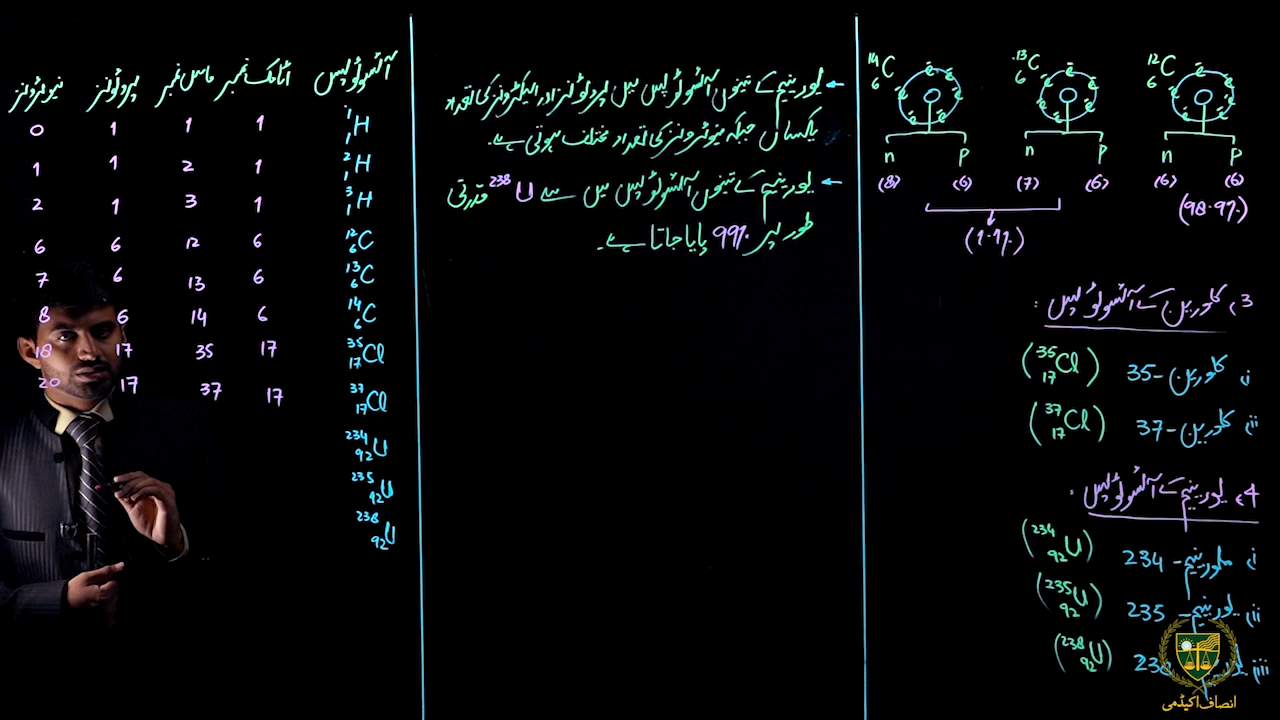 ¹⁴₆C ¹³₆C ¹²₆C
e e e e e e
e e e e e e
e e e e e e
n P n P n P
(8) (6) (7) (6) (6) (6)
(1.1%) (98.9%)
3، کلورین کے آئسوٹوپس :
i، کلورین-35 (³⁵₁₇Cl)
ii، کلورین-37 (³⁷₁₇Cl)
4، یورینیم کے آئسوٹوپس .
i، یورینیم-234 (²³⁴₉₂U)
ii، یورینیم-235 (²³⁵₉₂U)
iii، (²³⁸₉₂U)
انصاف اکیڈمی
← یورینیم کے تینوں آئسوٹوپس میں پروٹونز اور الیکٹرونز کی تعداد
یکساں جبکہ نیوٹرونز کی تعداد مختلف ہوتی ہے۔
← یورینیم کے تینوں آئسوٹوپس میں سے ²³⁸U قدرتی
طور پر 99% پایا جاتا ہے۔
آئسوٹوپس اٹامک نمبر ماس نمبر پروٹونز نیوٹرونز
¹₁H 1 1 1 0
²₁H 1 2 1 1
³₁H 1 3 1 2
¹²₆C 6 12 6 6
¹³₆C 6 13 6 7
¹⁴₆C 6 14 6 8
³⁵₁₇Cl 17 35 17 18
³⁷₁₇Cl 17 37 17 20
²³⁴₉₂U
²³⁵₉₂U
²³⁸₉₂U